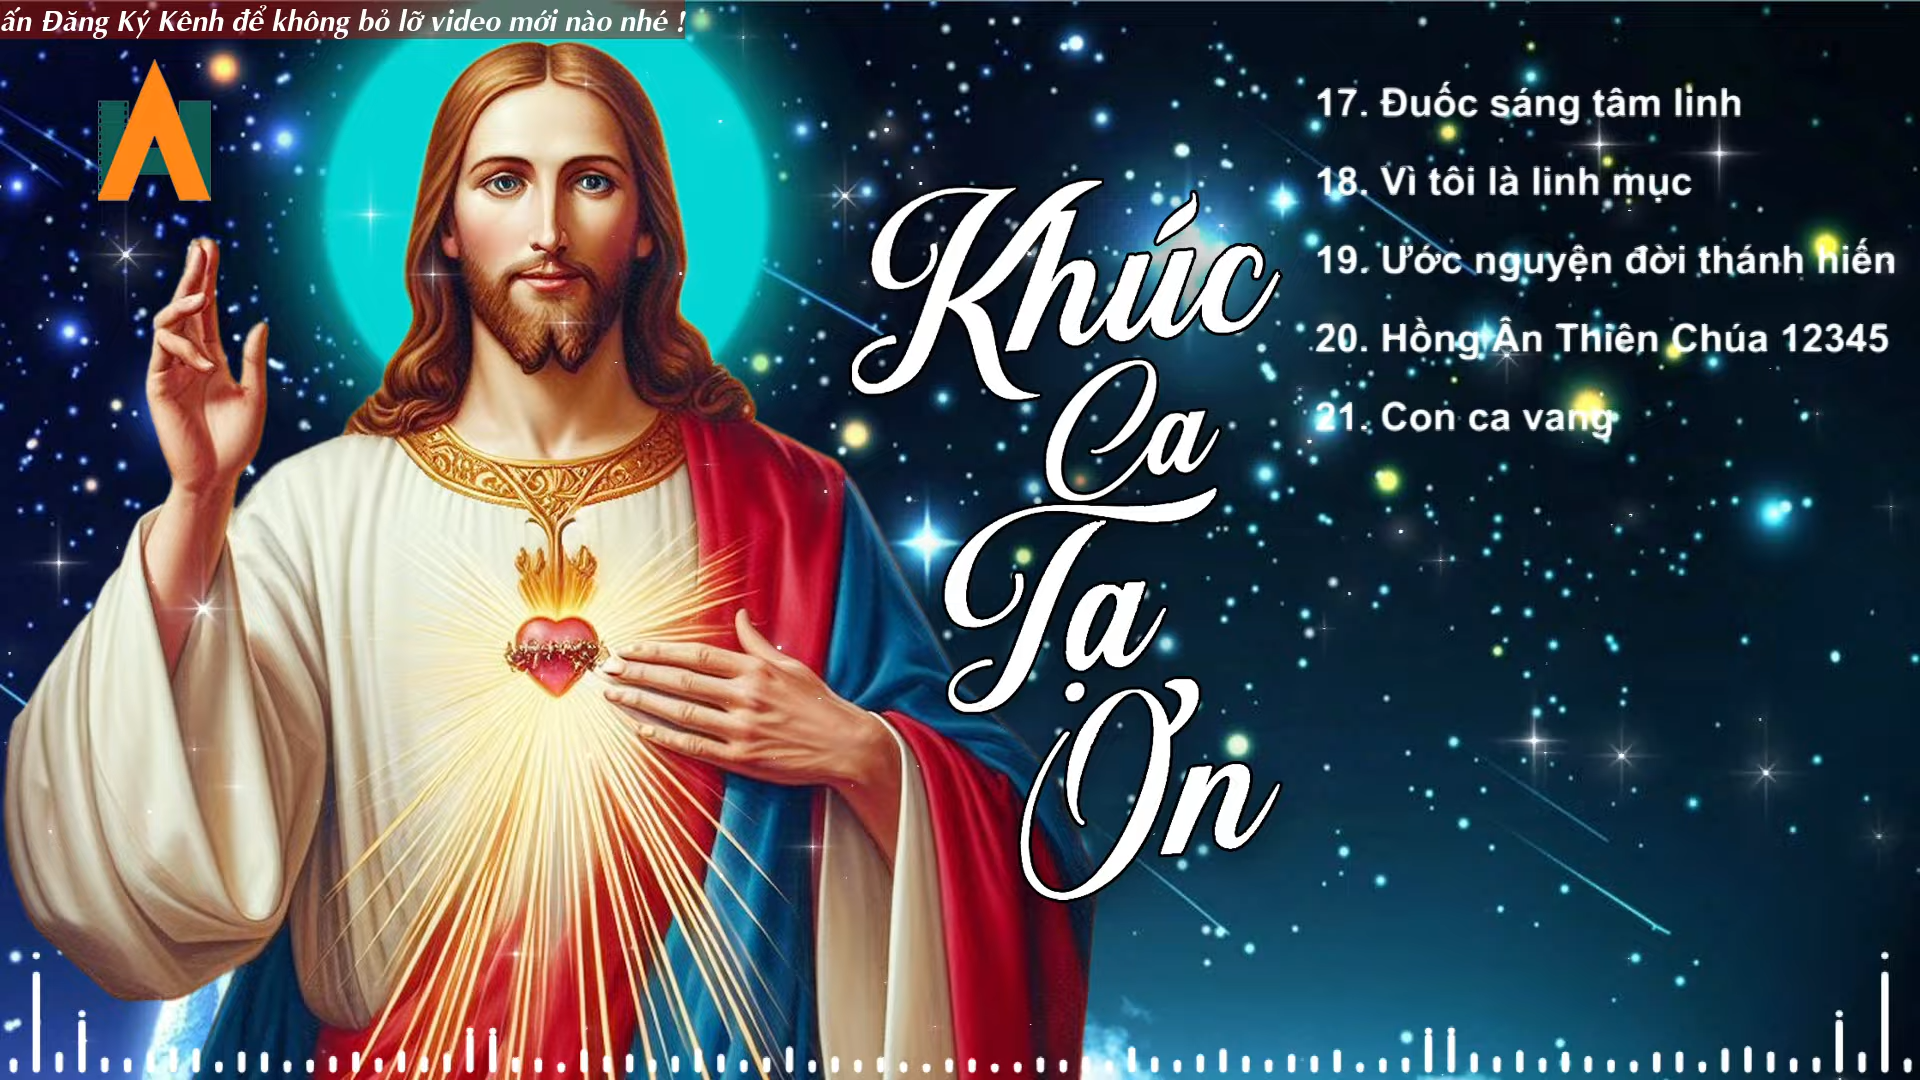 ấn Đăng Ký Kênh để không bỏ lỡ video mới nào nhé !
Khúc
Ca
Tạ
Ơn
17. Đuốc sáng tâm linh
18. Vì tôi là linh mục
19. Ước nguyện đời thánh hiến
20. Hồng Ân Thiên Chúa 12345
21. Con ca vang